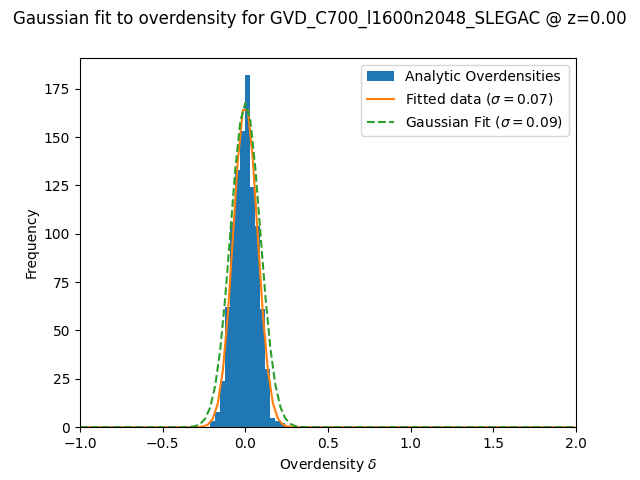 Gaussian fit to overdensity for GVD_C700_l1600n2048_SLEGAC @ z=0.00
Analytic Overdensities
Fitted data (σ = 0.07)
Gaussian Fit (σ = 0.09)
Frequency
175
150
125
100
75
50
25
0
−1.0 −0.5 0.0 0.5 1.0 1.5 2.0
Overdensity δ